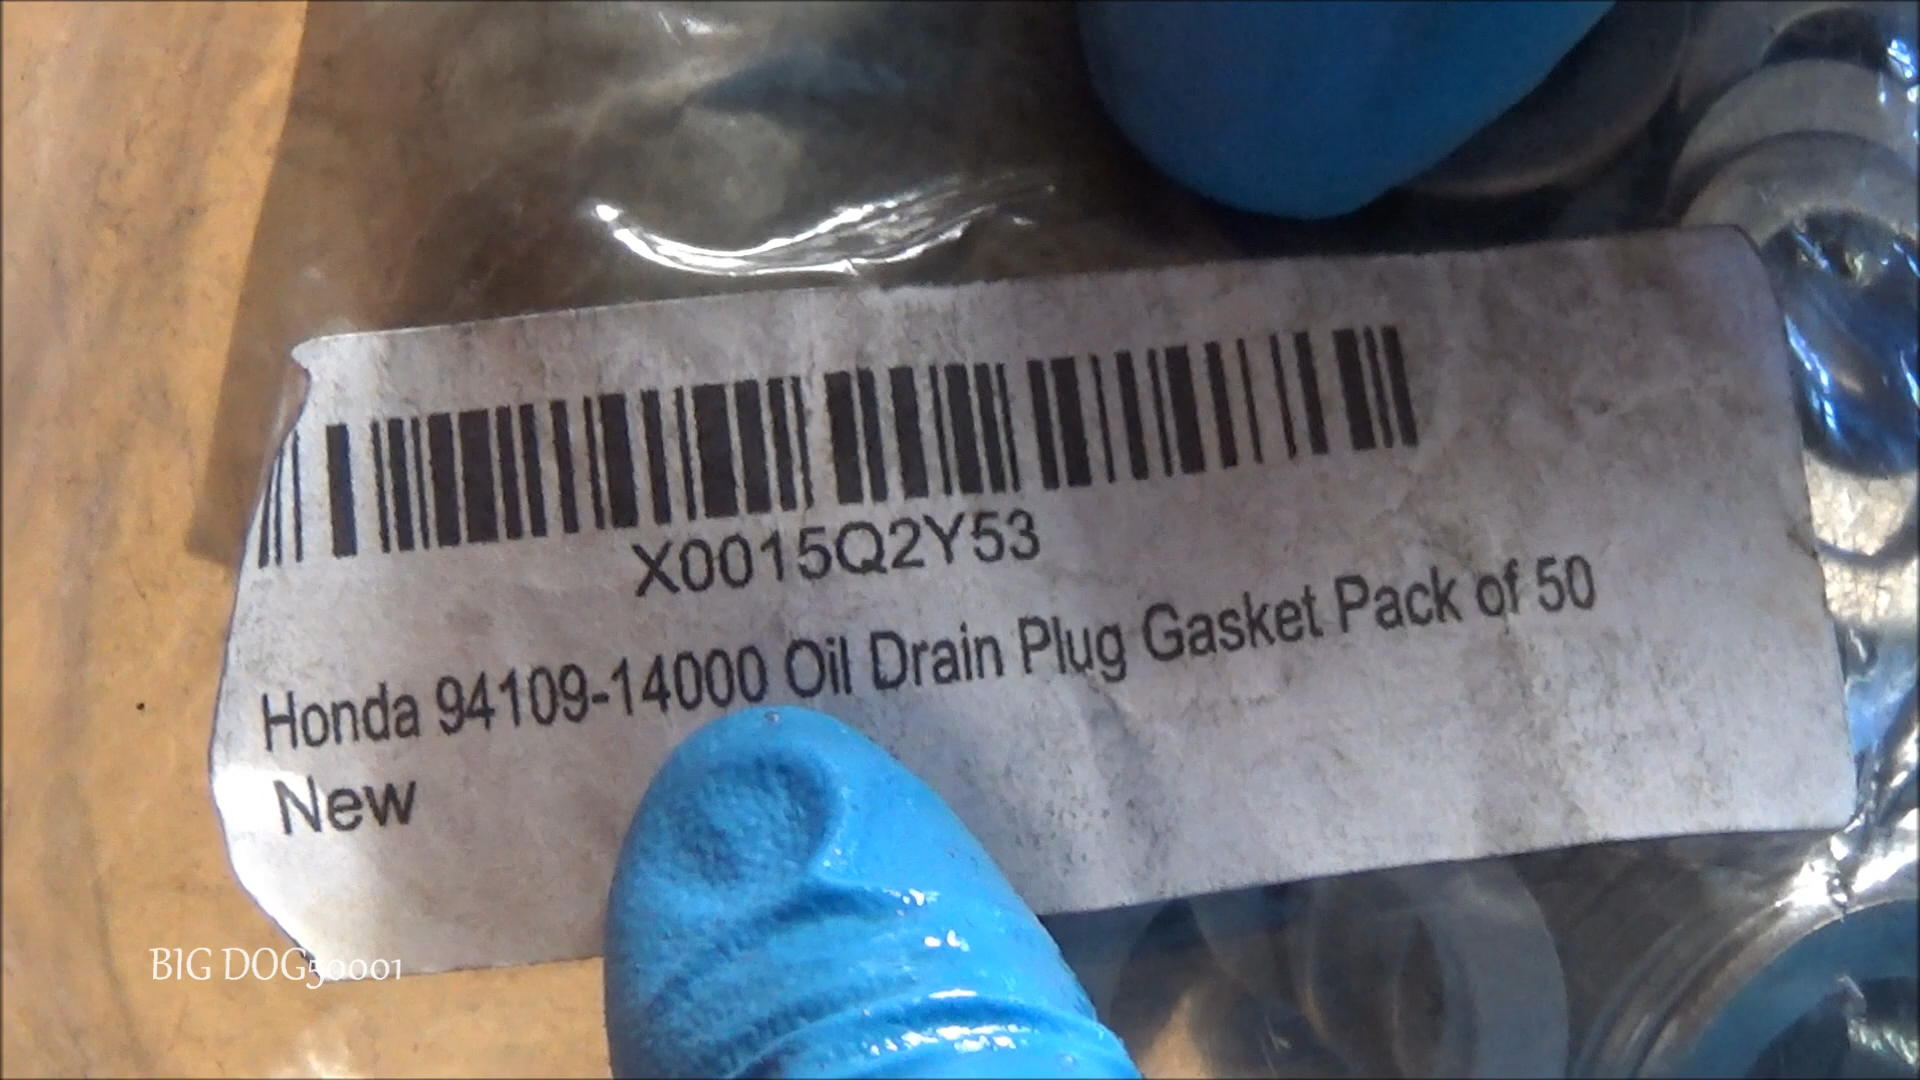 X0015Q2Y53
Honda 94109-14000 Oil Drain Plug Gasket Pack of 50
New
BIG DOG50001